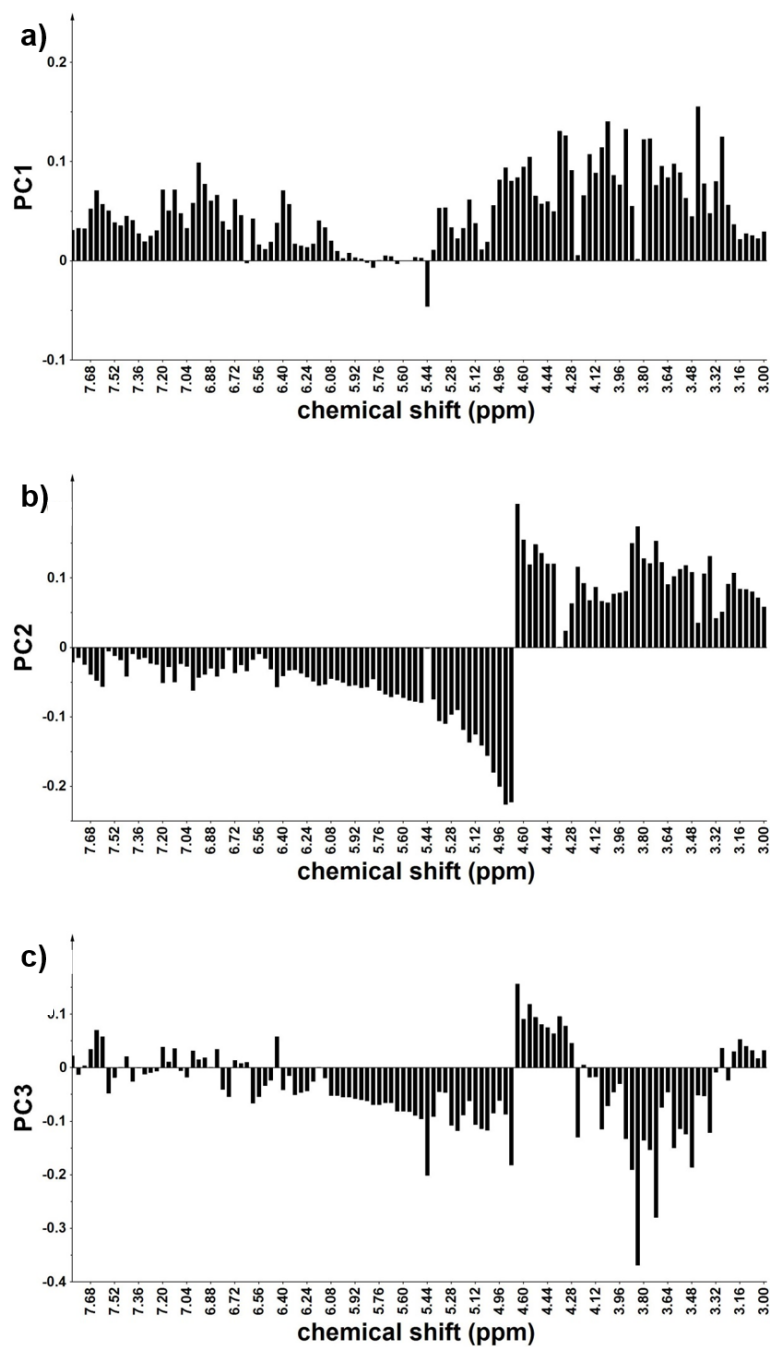 a)
0.2
0.1
0
-0.1
PC1
7.68 7.52 7.36 7.20 7.04 6.88 6.72 6.56 6.40 6.24 6.08 5.92 5.76 5.60 5.44 5.28 5.12 4.96 4.60 4.44 4.28 4.12 3.96 3.80 3.64 3.48 3.32 3.16 3.00
chemical shift (ppm)
b)
0.1
0
-0.1
-0.2
PC2
7.68 7.52 7.36 7.20 7.04 6.88 6.72 6.56 6.40 6.24 6.08 5.92 5.76 5.60 5.44 5.28 5.12 4.96 4.60 4.44 4.28 4.12 3.96 3.80 3.64 3.48 3.32 3.16 3.00
chemical shift (ppm)
c)
0.1
0
-0.1
-0.2
-0.3
-0.4
PC3
7.68 7.52 7.36 7.20 7.04 6.88 6.72 6.56 6.40 6.24 6.08 5.92 5.76 5.60 5.44 5.28 5.12 4.96 4.60 4.44 4.28 4.12 3.96 3.80 3.64 3.48 3.32 3.16 3.00
chemical shift (ppm)